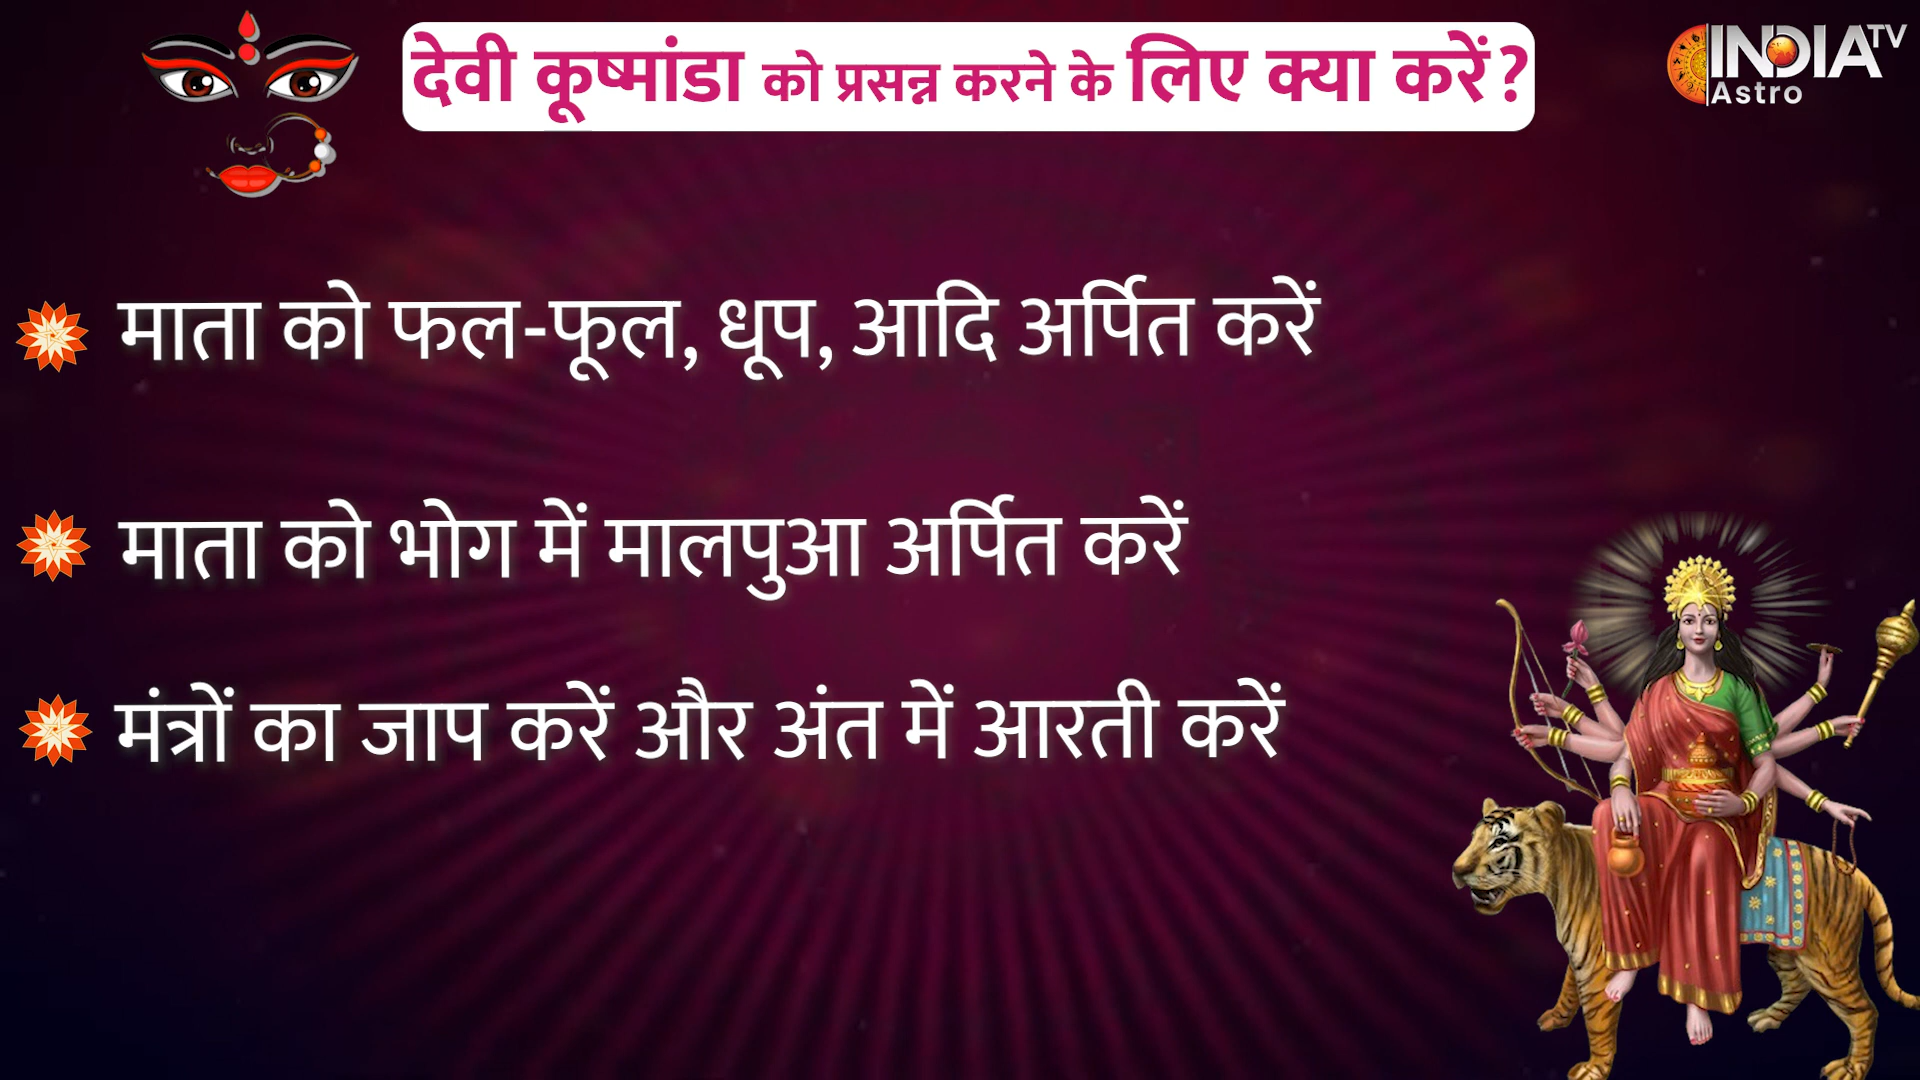 देवी कूष्मांडा को प्रसन्न करने के लिए क्या करें?
INDIA TV
Astro
माता को फल-फूल, धूप, आदि अर्पित करें
माता को भोग में मालपुआ अर्पित करें
मंत्रों का जाप करें और अंत में आरती करें